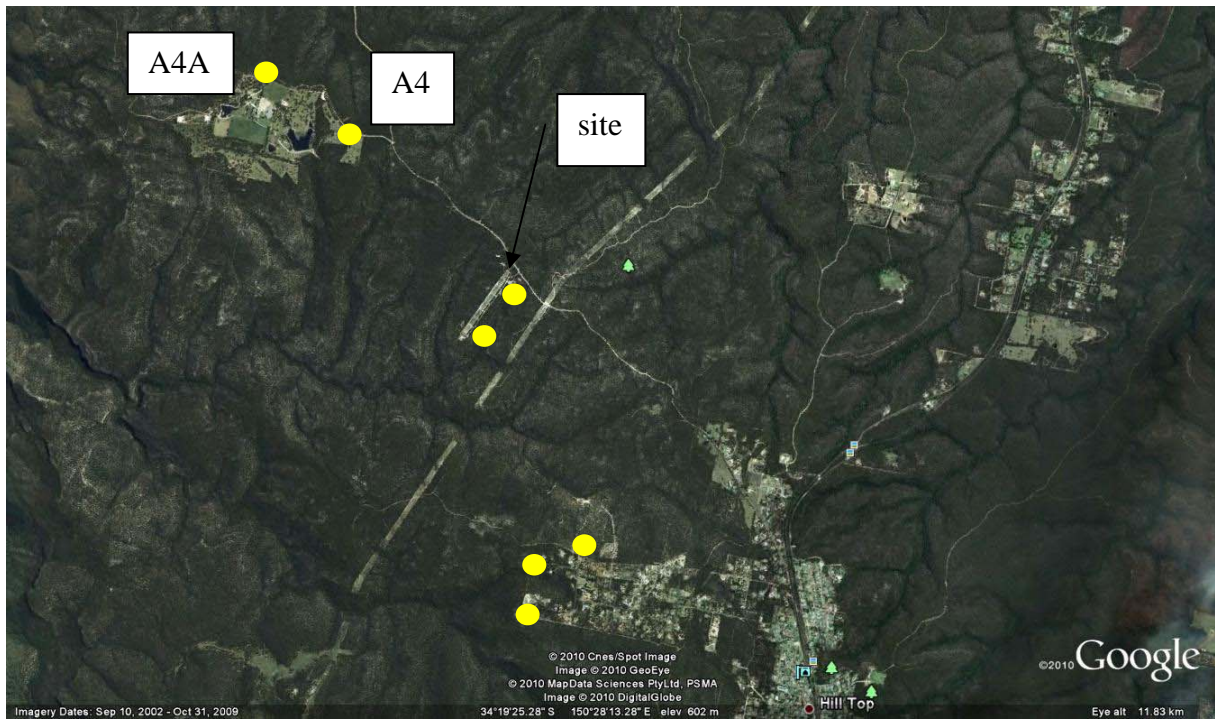 A4A
A4
site
© 2010 Cnes/Spot Image
Image © 2010 GeoEye
© 2010 MapData Sciences PtyLtd, PSMA
Image © 2010 DigitalGlobe
©2010 Google
Hill Top
Imagery Dates: Sep 10, 2002 - Oct 31, 2009
34°19'25.28" S 150°28'13.28" E elev 602 m
Eye alt 11.83 km